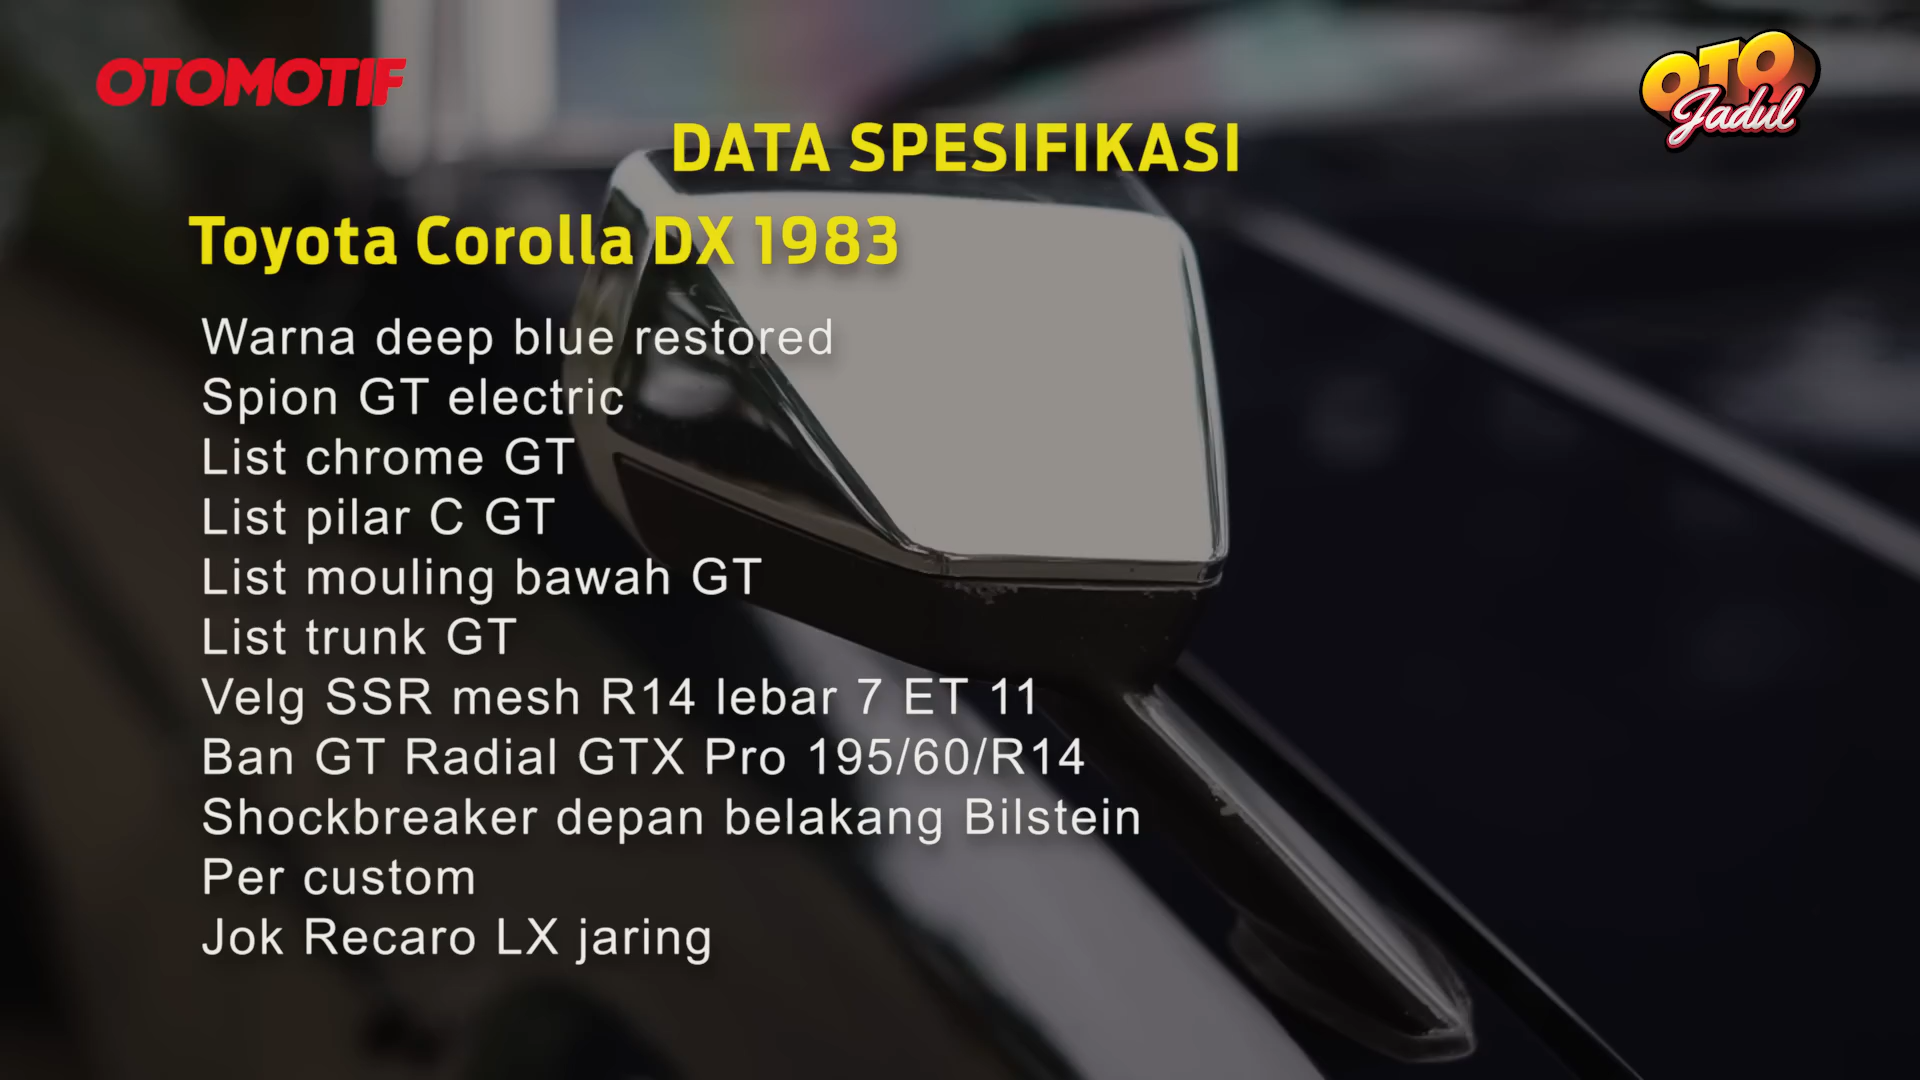 OTOMOTIF
OTO
Jadul
DATA SPESIFIKASI
Toyota Corolla DX 1983
Warna deep blue restored
Spion GT electric
List chrome GT
List pilar C GT
List mouling bawah GT
List trunk GT
Velg SSR mesh R14 lebar 7 ET 11
Ban GT Radial GTX Pro 195/60/R14
Shockbreaker depan belakang Bilstein
Per custom
Jok Recaro LX jaring